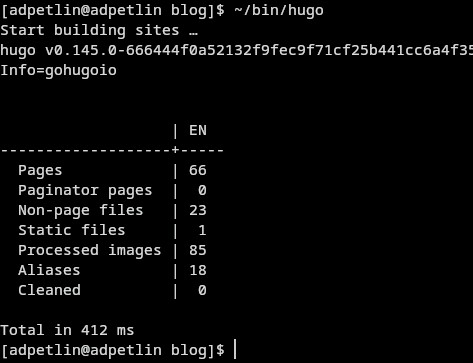 [adpetlin@adpetlin blog]$ ~/bin/hugo
Start building sites …
hugo v0.145.0-666444f0a52132f9fec9f71cf25b441cc6a4f35
Info=gohugoio
| EN
-------------------+-----
Pages | 66
Paginator pages | 0
Non-page files | 23
Static files | 1
Processed images | 85
Aliases | 18
Cleaned | 0
Total in 412 ms
[adpetlin@adpetlin blog]$